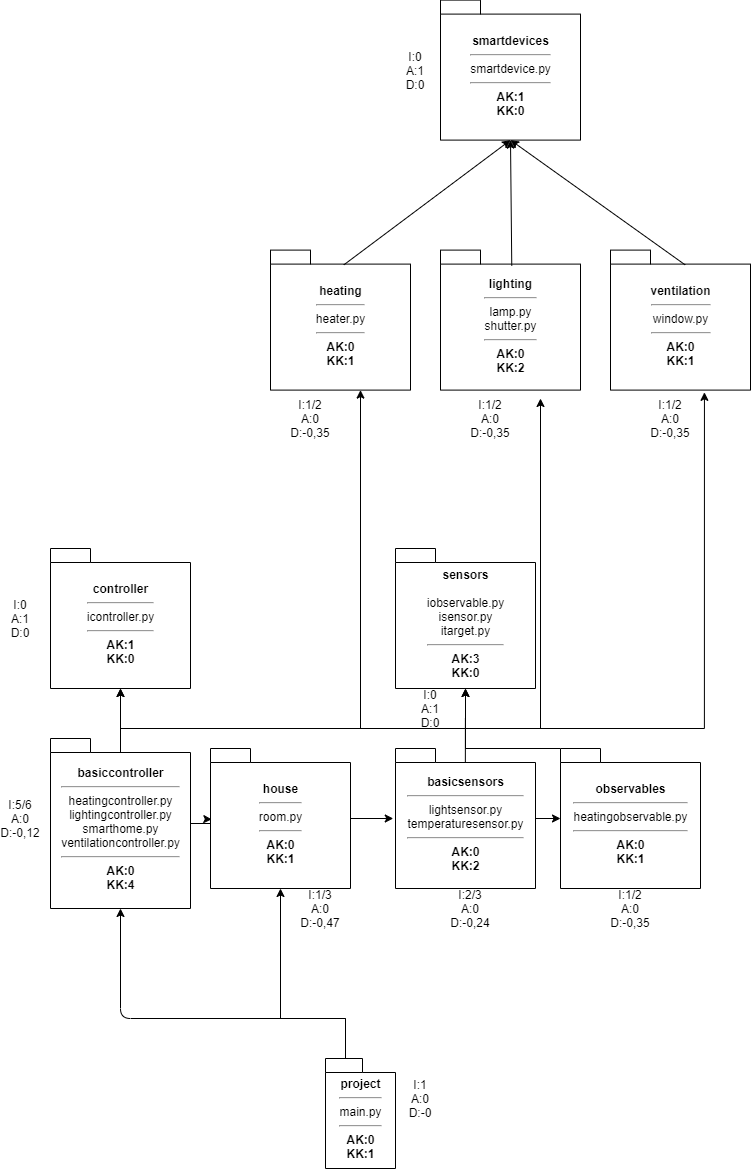 smartdevices
smartdevice.py
AK:1
KK:0
I:0
A:1
D:0
heating
heater.py
AK:0
KK:1
I:1/2
A:0
D:-0,35
lighting
lamp.py
shutter.py
AK:0
KK:2
I:1/2
A:0
D:-0,35
ventilation
window.py
AK:0
KK:1
I:1/2
A:0
D:-0,35
controller
icontroller.py
AK:1
KK:0
I:0
A:1
D:0
sensors
iobservable.py
isensor.py
itarget.py
AK:3
KK:0
I:0
A:1
D:0
basiccontroller
heatingcontroller.py
lightingcontroller.py
smarthome.py
ventilationcontroller.py
AK:0
KK:4
I:5/6
A:0
D:-0,12
house
room.py
AK:0
KK:1
I:1/3
A:0
D:-0,47
basicsensors
lightsensor.py
temperaturesensor.py
AK:0
KK:2
I:2/3
A:0
D:-0,24
observables
heatingobservable.py
AK:0
KK:1
I:1/2
A:0
D:-0,35
project
main.py
AK:0
KK:1
I:1
A:0
D:-0